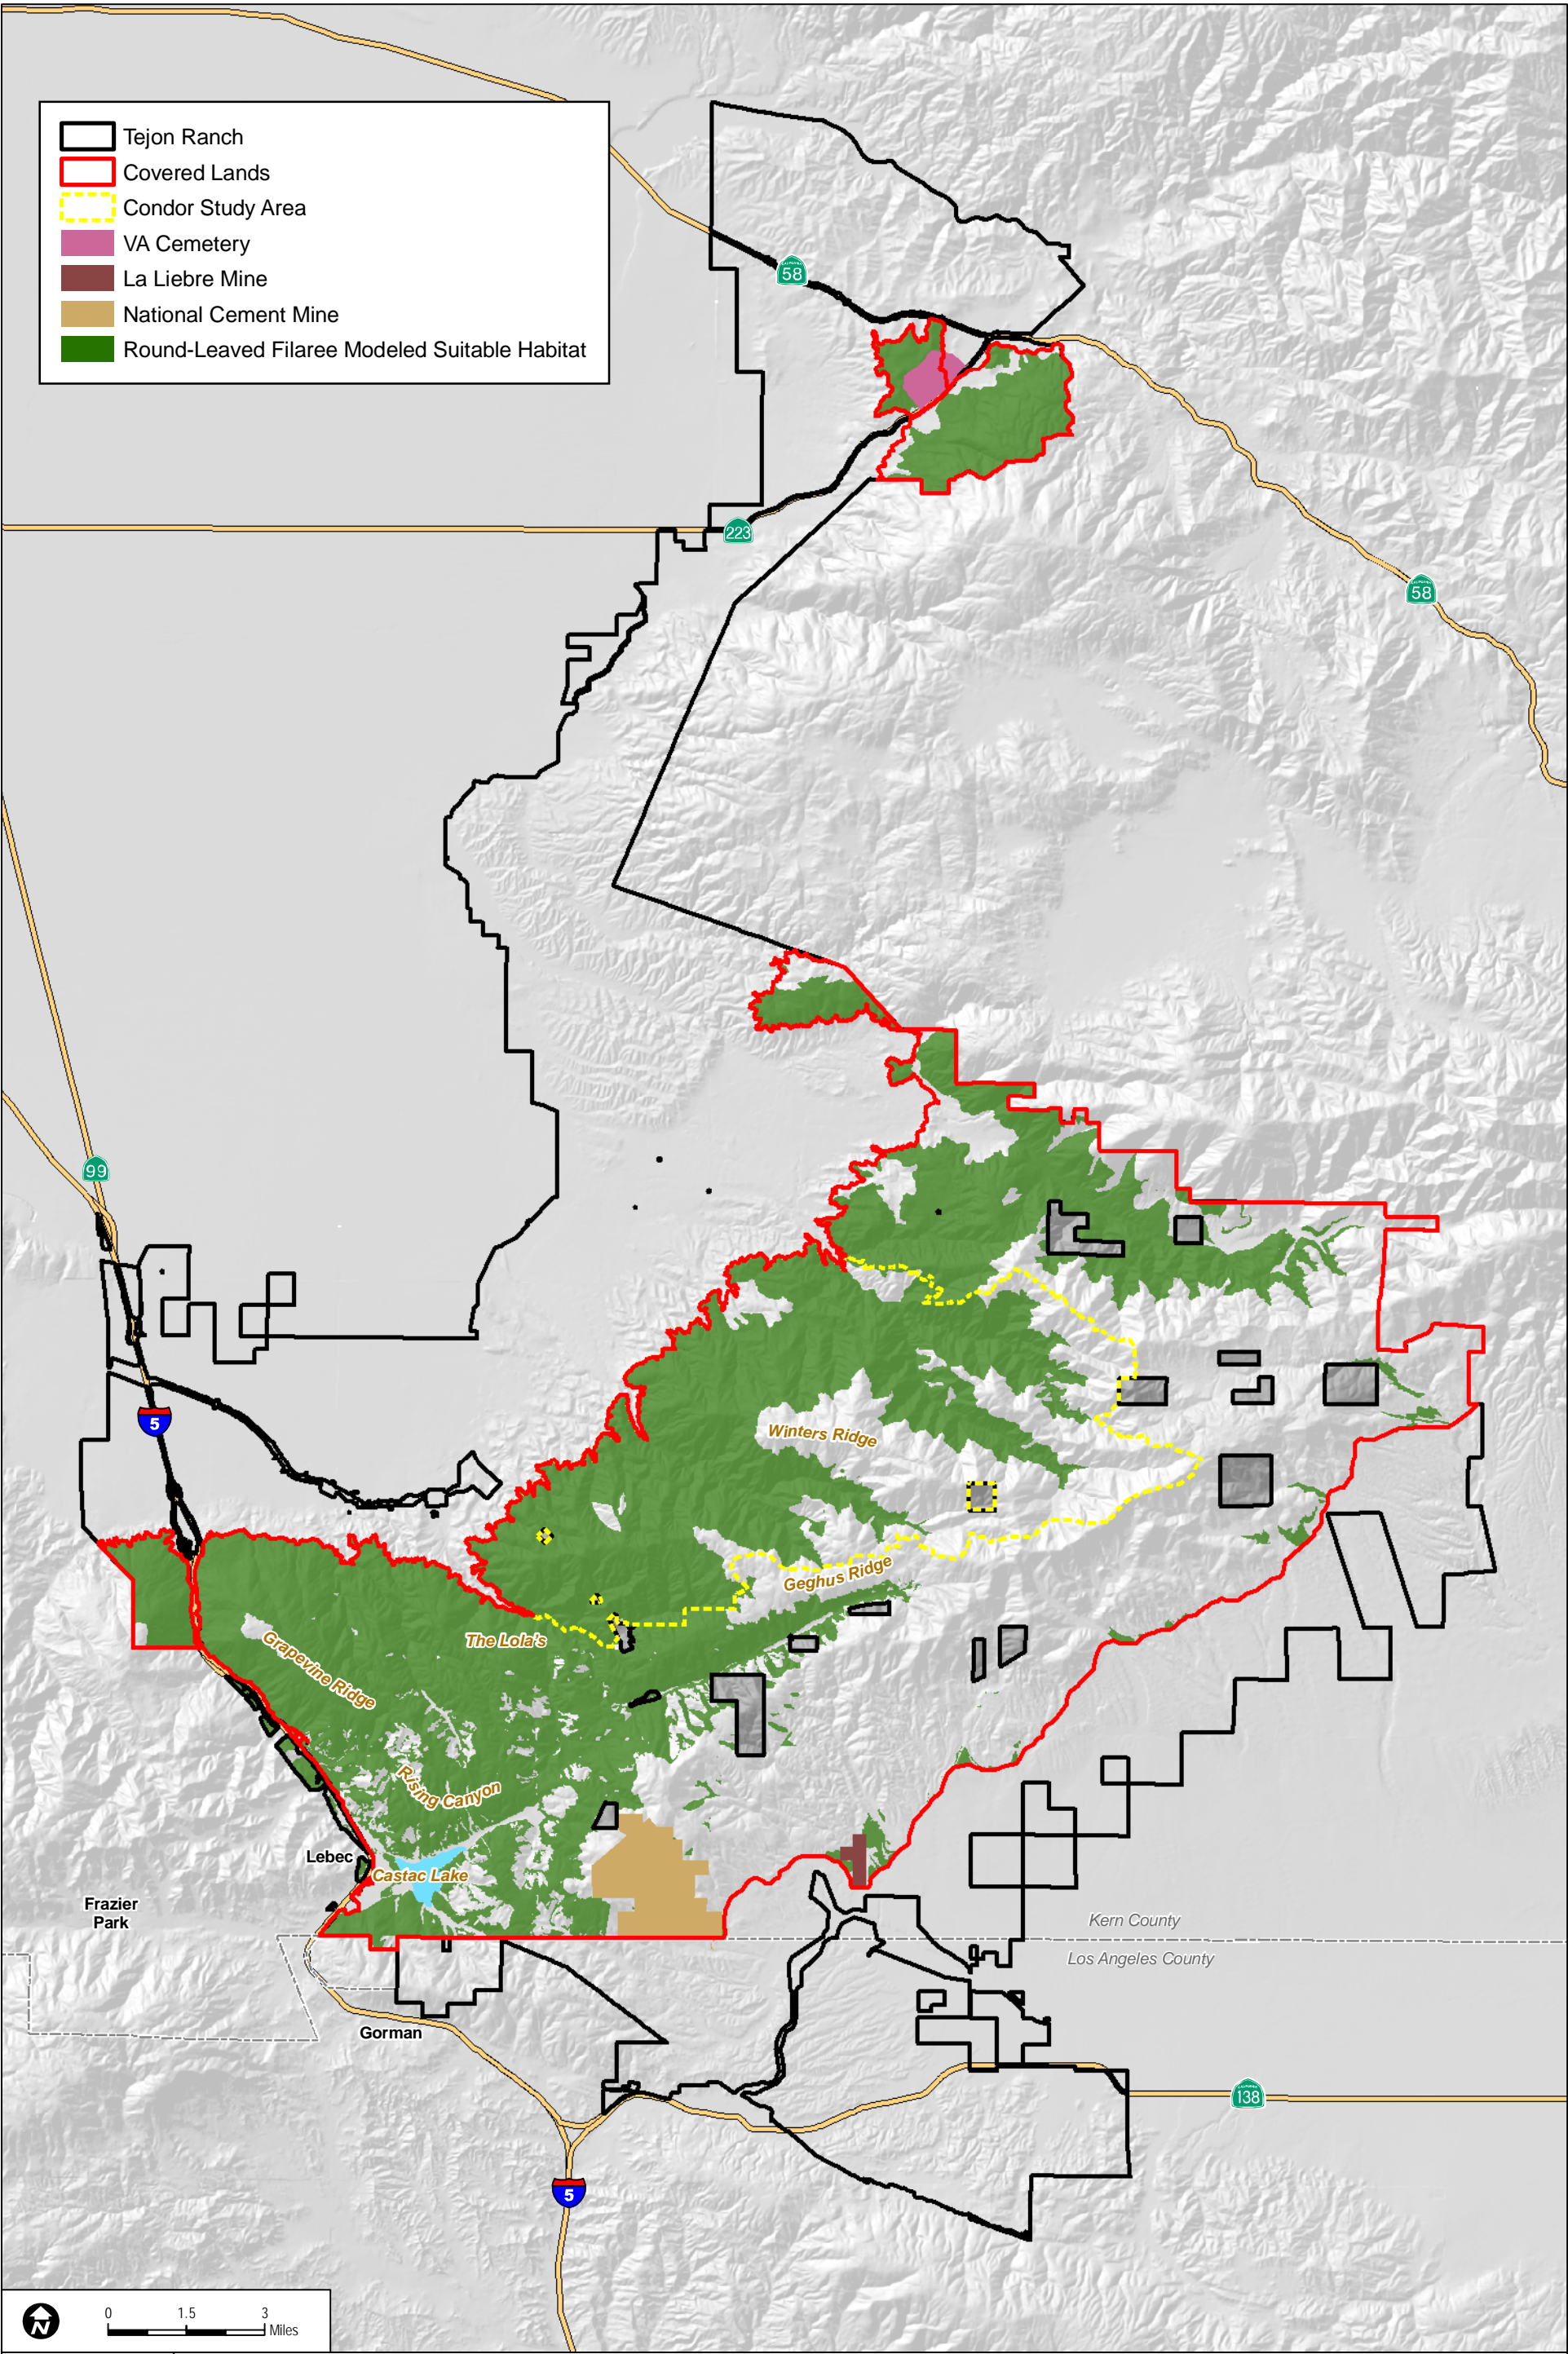 Tejon Ranch
Covered Lands
Condor Study Area
VA Cemetery
La Liebre Mine
National Cement Mine
Round-Leaved Filaree Modeled Suitable Habitat
58
223
58
99
5
Winters Ridge
Geghus Ridge
The Lola's
Grapevine Ridge
Rising Canyon
Lebec
Castac Lake
Frazier
Park
Kern County
Los Angeles County
Gorman
138
5
N
0 1.5 3
Miles